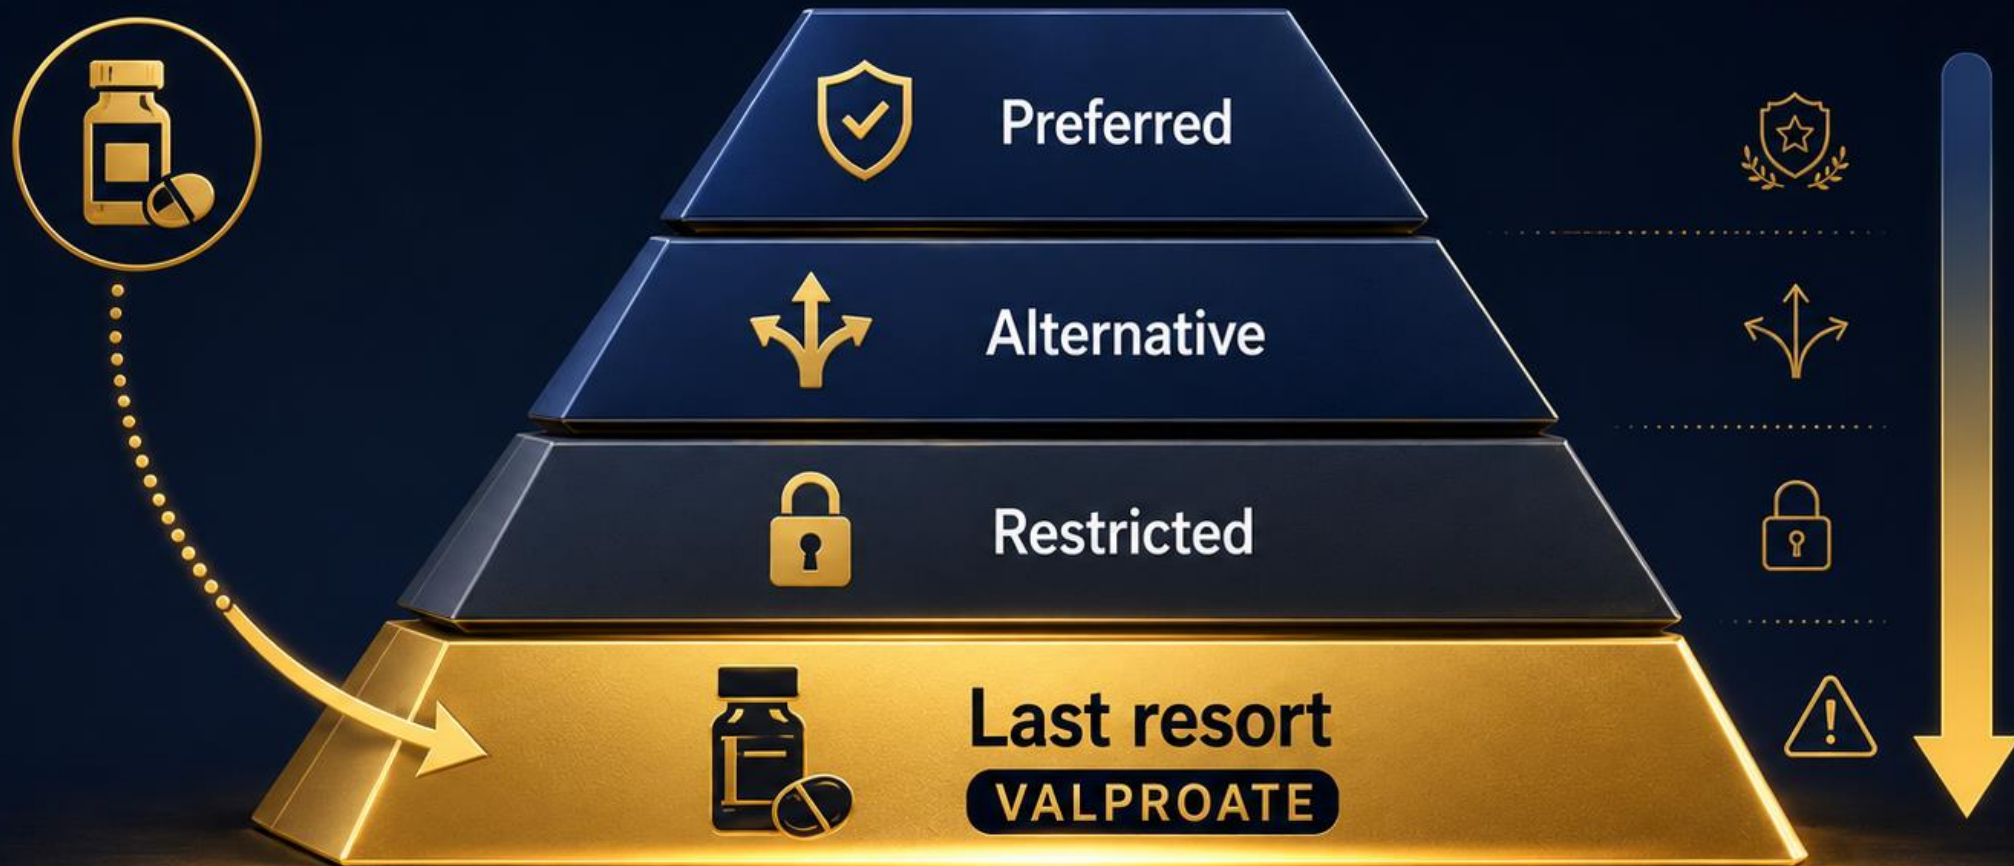 Preferred
Alternative
Restricted
Last resort
VALPROATE